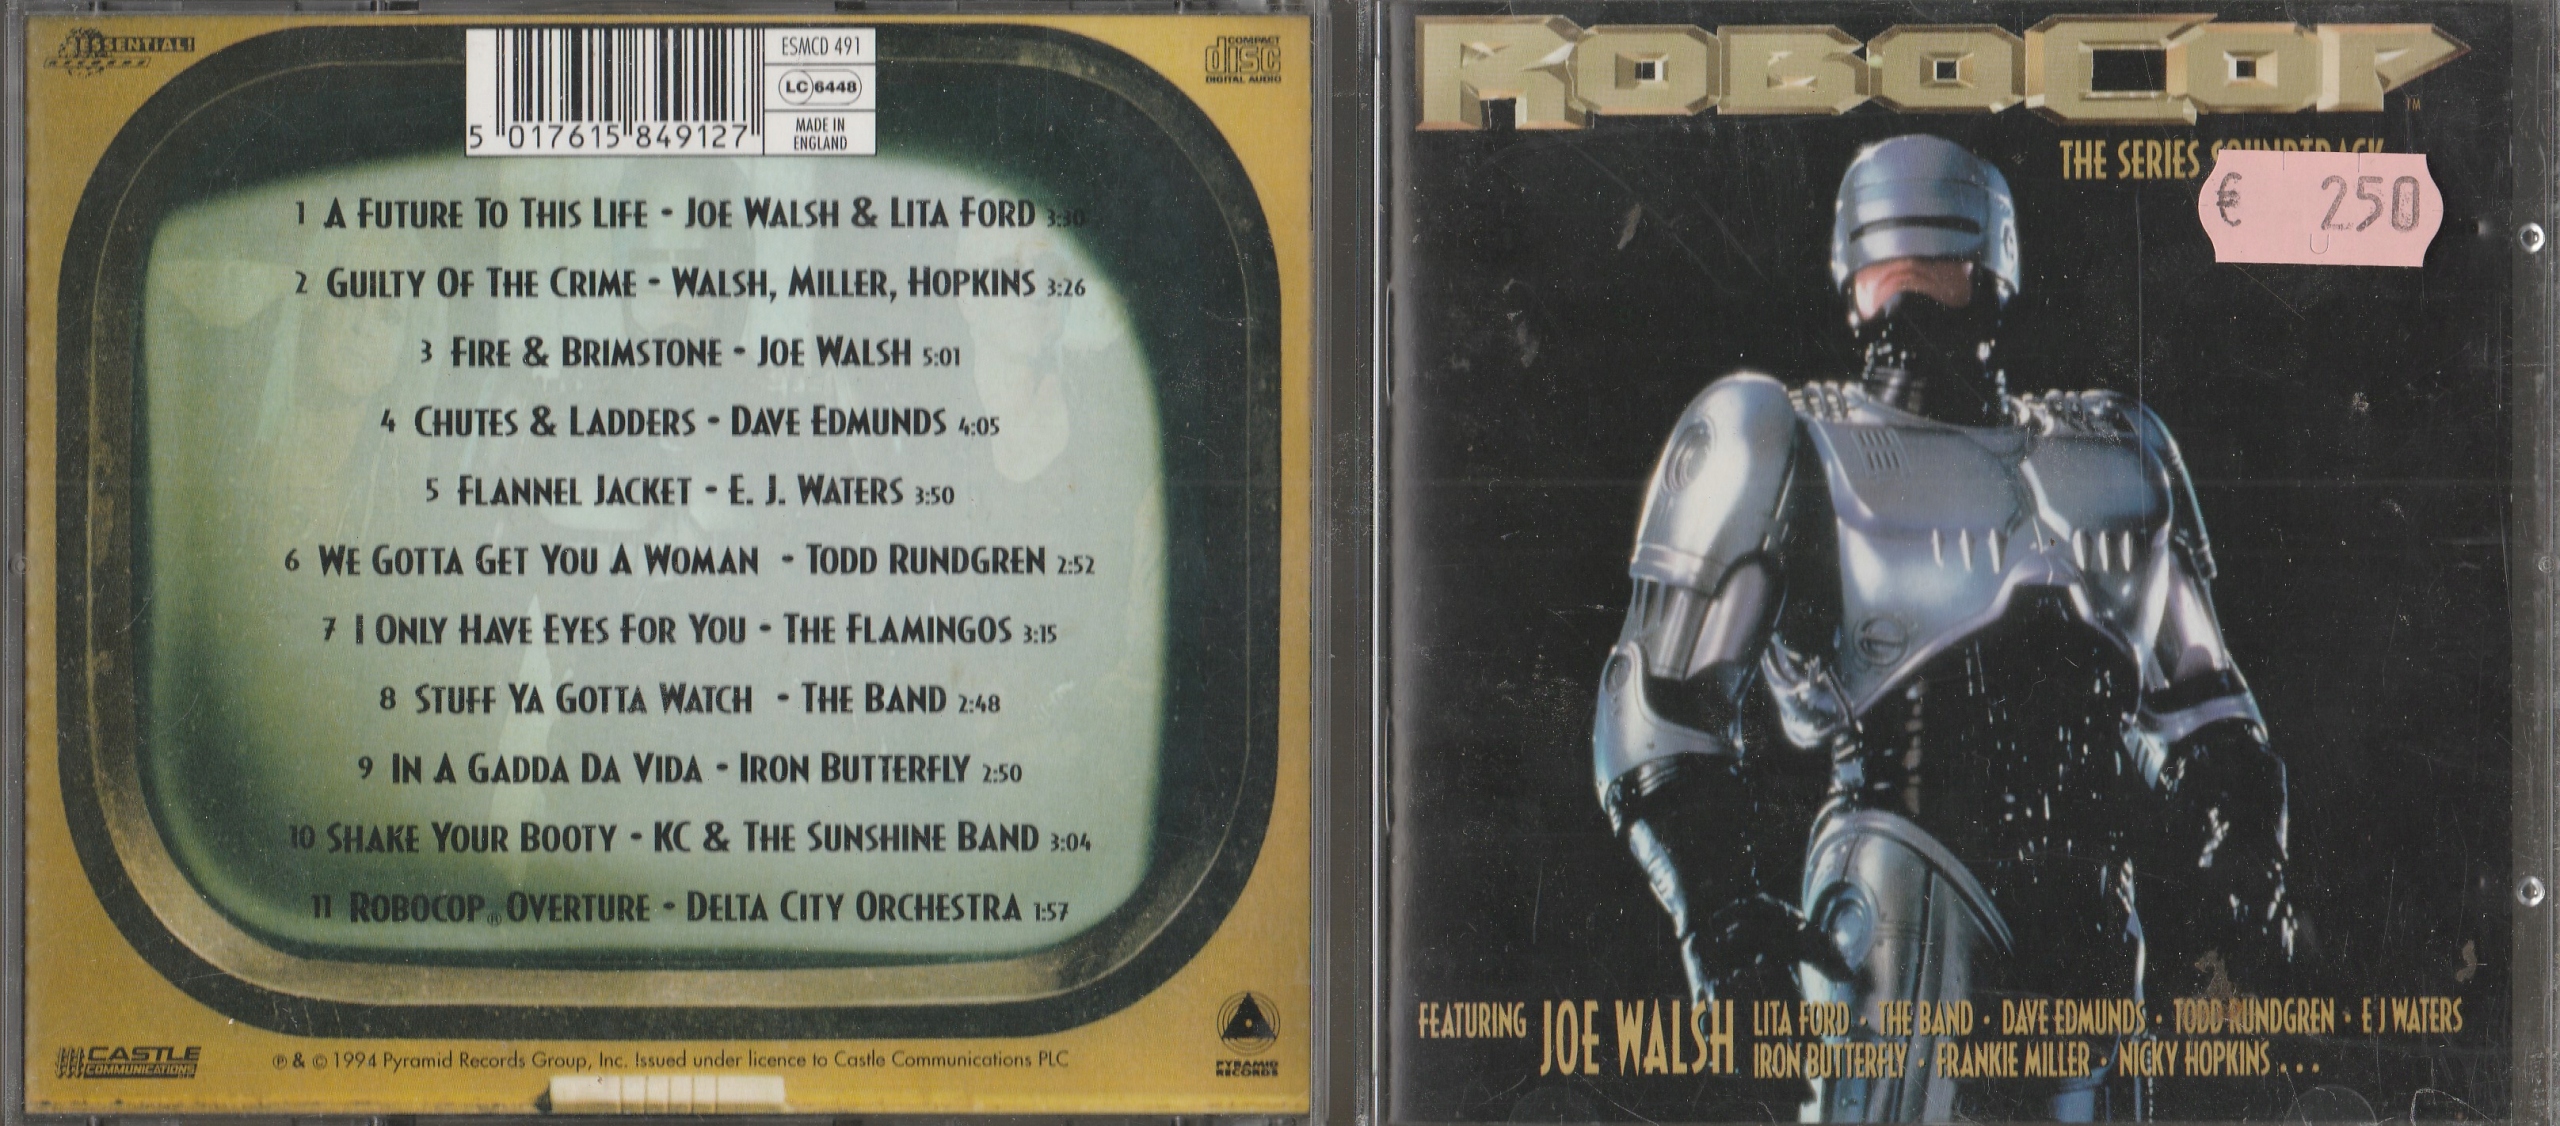 ESSENTIAL!
RECORDS
5 017615 849127
ESMCD 491
LC 6448
MADE IN
ENGLAND
COMPACT
disc
DIGITAL AUDIO
1 A FUTURE TO THIS LIFE - JOE WALSH & LITA FORD 3:30
2 GUILTY OF THE CRIME - WALSH, MILLER, HOPKINS 3:26
3 FIRE & BRIMSTONE - JOE WALSH 5:01
4 CHUTES & LADDERS - DAVE EDMUNDS 4:05
5 FLANNEL JACKET - E. J. WATERS 3:50
6 WE GOTTA GET YOU A WOMAN - TODD RUNDGREN 2:52
7 I ONLY HAVE EYES FOR YOU - THE FLAMINGOS 3:15
8 STUFF YA GOTTA WATCH - THE BAND 2:48
9 IN A GADDA DA VIDA - IRON BUTTERFLY 2:50
10 SHAKE YOUR BOOTY - KC & THE SUNSHINE BAND 3:04
11 ROBOCOP® OVERTURE - DELTA CITY ORCHESTRA 1:57
CASTLE
COMMUNICATIONS
℗ & © 1994 Pyramid Records Group, Inc. Issued under licence to Castle Communications PLC
PYRAMID
RECORDS
ROBOCOP™
THE SERIES SOUNDTRACK
€ 250
FEATURING JOE WALSH LITA FORD · THE BAND · DAVE EDMUNDS · TODD RUNDGREN · E J WATERS
IRON BUTTERFLY · FRANKIE MILLER · NICKY HOPKINS . . .